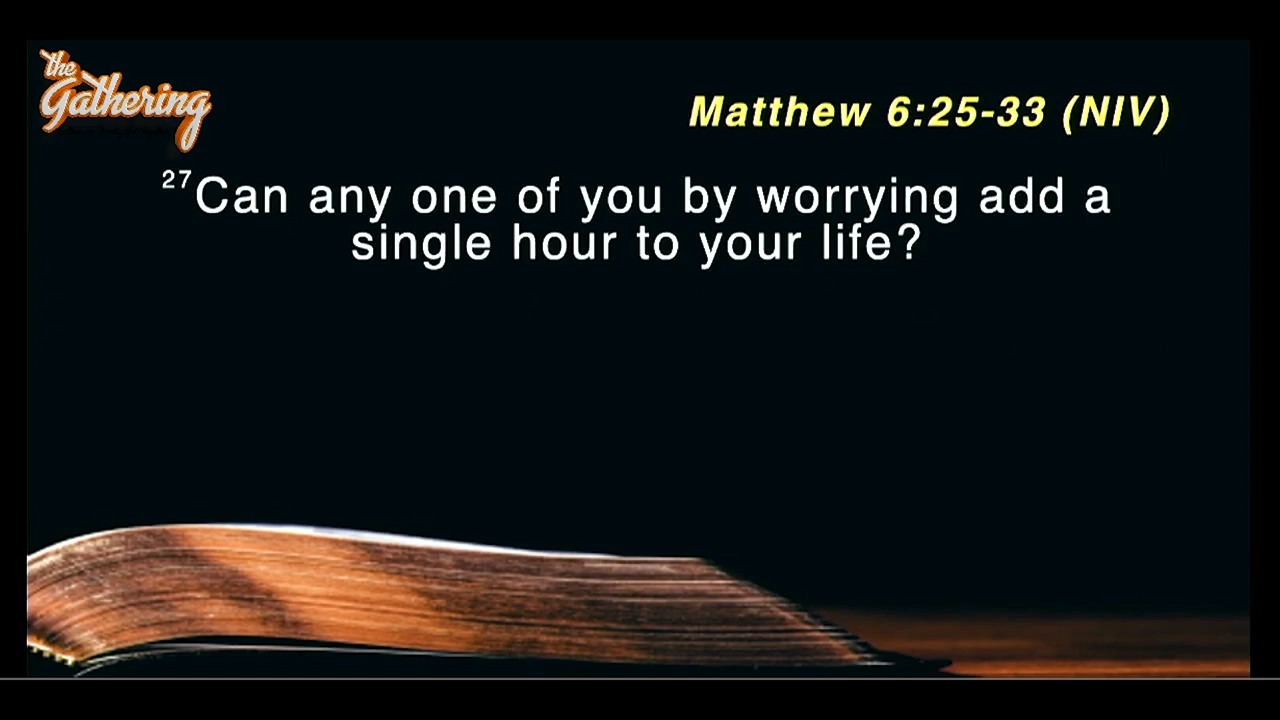 the
Gathering
Matthew 6:25-33 (NIV)
27Can any one of you by worrying add a
single hour to your life?